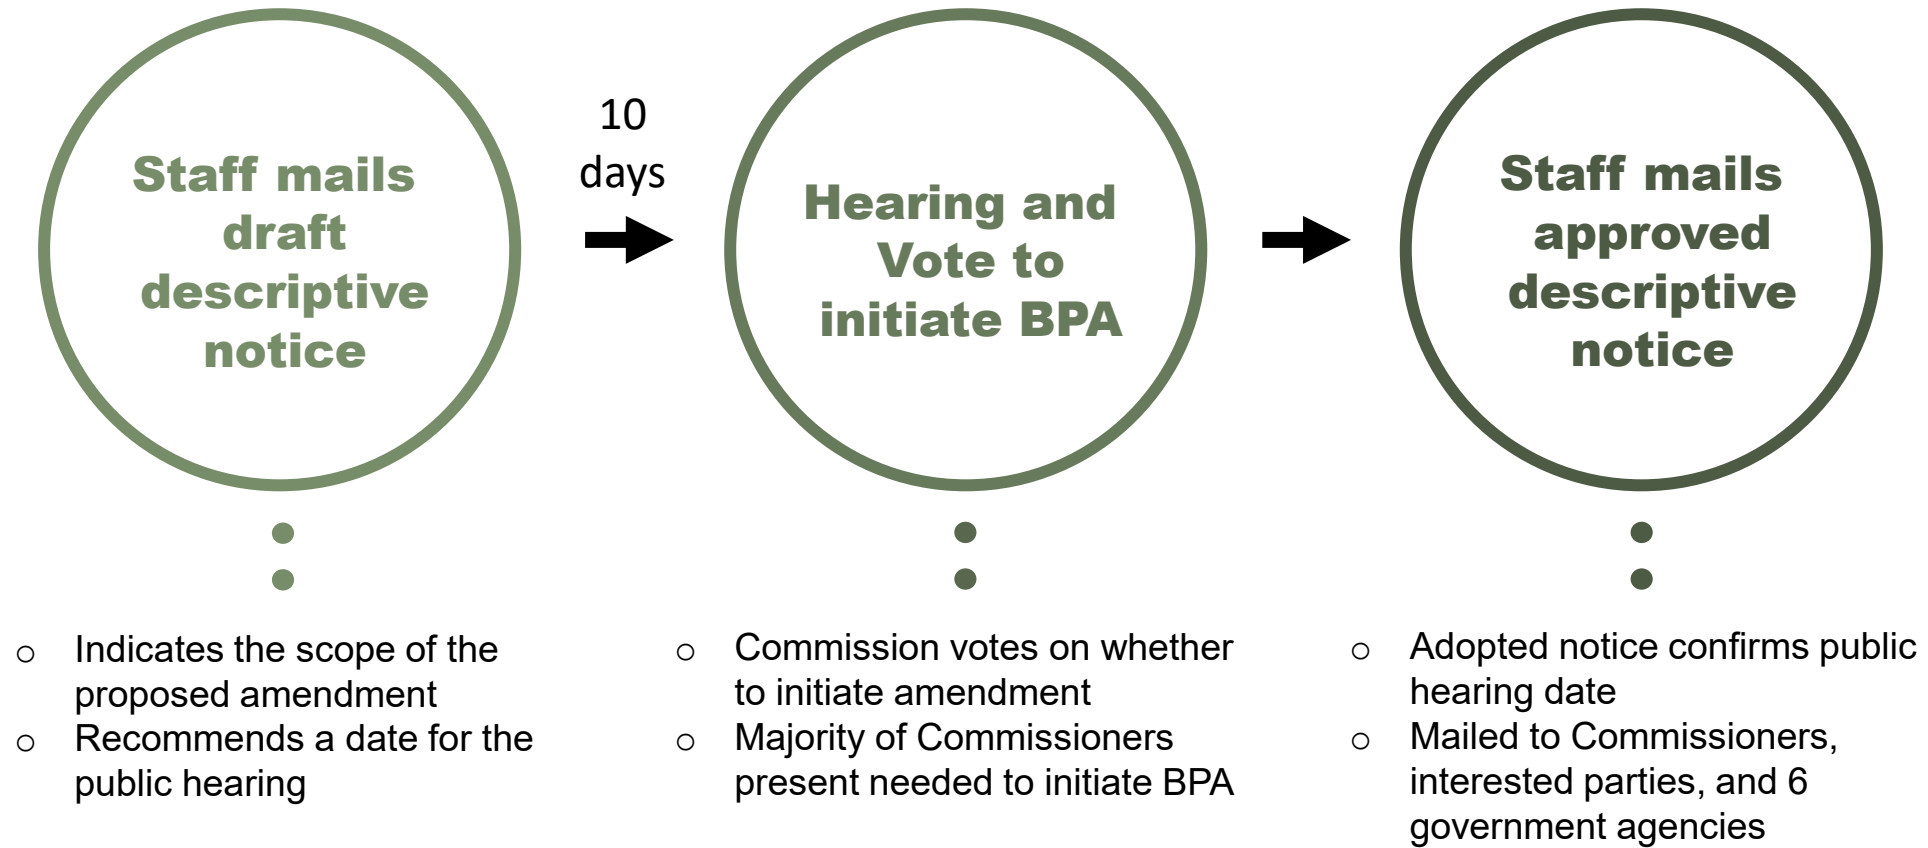 Staff mails
draft
descriptive
notice
10
days
Hearing and
Vote to
initiate BPA
Staff mails
approved
descriptive
notice
o Indicates the scope of the
proposed amendment
o Recommends a date for the
public hearing
o Commission votes on whether
to initiate amendment
o Majority of Commissioners
present needed to initiate BPA
o Adopted notice confirms public
hearing date
o Mailed to Commissioners,
interested parties, and 6
government agencies